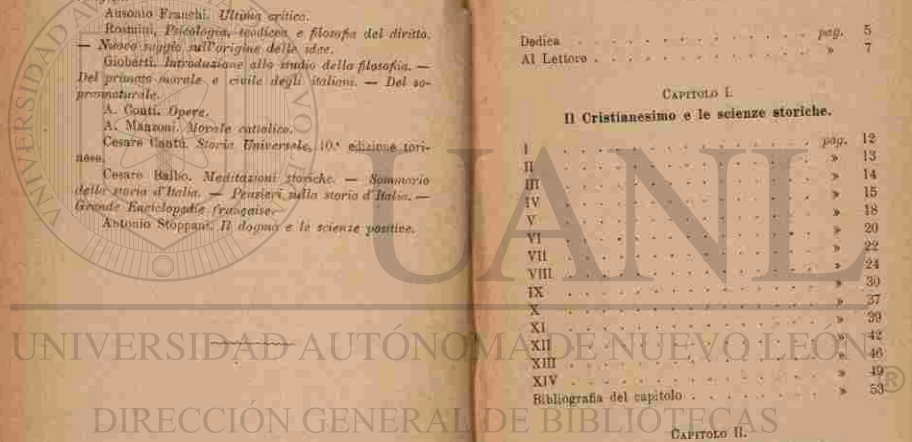 Ausonio Franchi. Ultima critica.
Rosmini, Psicologia, teodicea e filosofia del diritto.
— Nuovo saggio sull'origine delle idee.
Gioberti. Introduzione allo studio della filosofia. —
Del primato morale e civile degli italiani. — Del so-
prannaturale.
A. Conti. Opere.
A. Manzoni. Morale cattolica.
Cesare Cantù. Storia Universale, 10.ª edizione tori-
nese.
Cesare Balbo. Meditazioni storiche. — Sommario
della storia d'Italia. — Pensieri sulla storia d'Italia. —
Grande Enciclopedie française.
Antonio Stoppani. Il dogma e le scienze positive.
Dedica . . . . . . . . . . pag. 5
Al Lettore . . . . . . . . . . » 7
CAPITOLO I.
Il Cristianesimo e le scienze storiche.
I . . . . . . . . . . pag. 12
II . . . . . . . . . . » 13
III . . . . . . . . . . » 14
IV . . . . . . . . . . » 15
V . . . . . . . . . . » 18
VI . . . . . . . . . . » 20
VII . . . . . . . . . . » 22
VIII . . . . . . . . . . » 24
IX . . . . . . . . . . » 30
X . . . . . . . . . . » 37
XI . . . . . . . . . . » 39
XII . . . . . . . . . . » 42
XIII . . . . . . . . . . » 46
XIV . . . . . . . . . . » 49
Bibliografia del capitolo . . . . . . » 53
CAPITOLO II.
UANL
UNIVERSIDAD AUTÓNOMA DE NUEVO LEÓN
®
DIRECCIÓN GENERAL DE BIBLIOTECAS